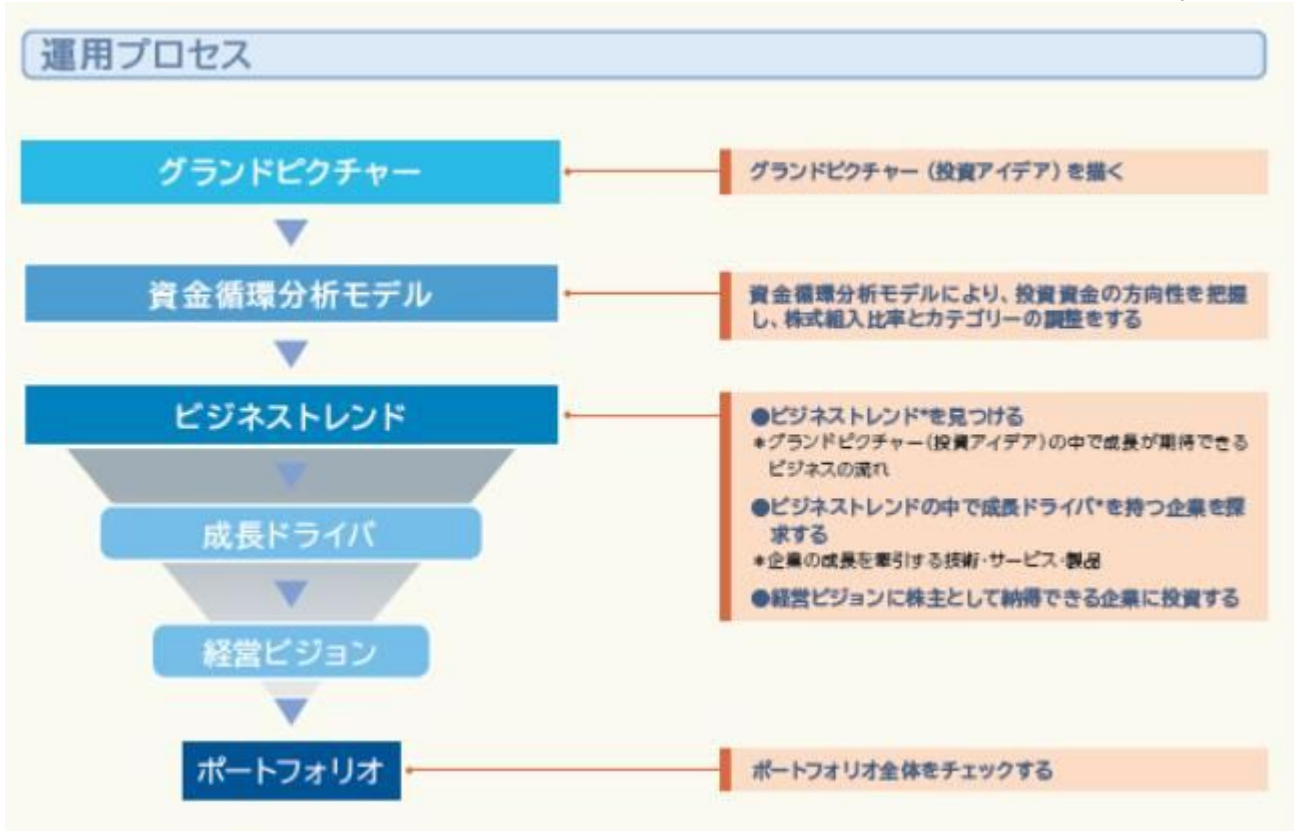 運用プロセス
グランドピクチャー
グランドピクチャー（投資アイデア）を描く
資金循環分析モデル
資金循環分析モデルにより、投資資金の方向性を把握
し、株式組入比率とカテゴリーの調整をする
ビジネストレンド
●ビジネストレンド*を見つける
*グランドピクチャー（投資アイデア）の中で成長が期待できる
ビジネスの流れ
●ビジネストレンドの中で成長ドライバ*を持つ企業を探
求する
*企業の成長を牽引する技術・サービス・製品
●経営ビジョンに株主として納得できる企業に投資する
成長ドライバ
経営ビジョン
ポートフォリオ
ポートフォリオ全体をチェックする